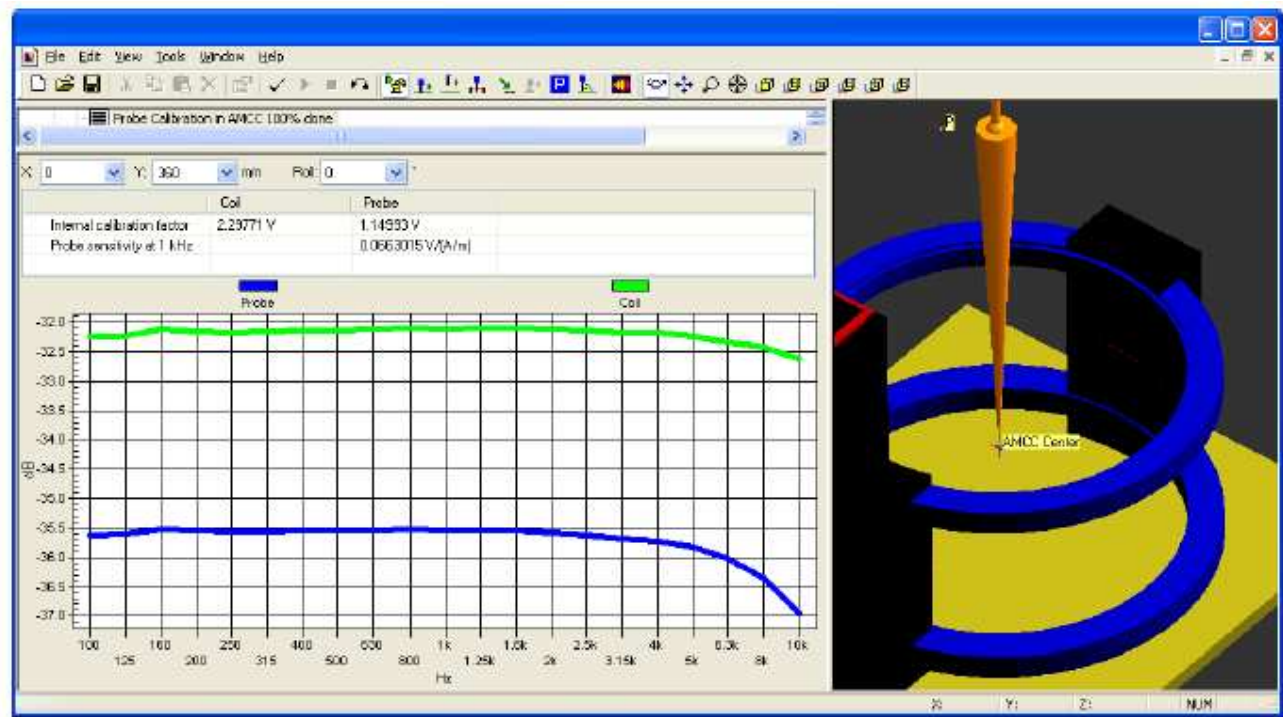 File Edit View Tools Window Help
Probe Calibration in AMCC 100% done
X: 0 Y: 360 mm Roll: 0 °
Coil Probe
Internal calibration factor 2.29771 V 1.14993 V
Probe sensitivity at 1 kHz 0.0663015 V/(A/m)
Probe Coil
-32.0
-32.5
-33.0
-33.5
-34.0
-34.5
-35.0
-35.5
-36.0
-36.5
-37.0
dB
100 160 250 400 630 1k 1.6k 2.5k 4k 6.3k 10k
125 200 315 500 800 1.25k 2k 3.15k 5k 8k
Hz
P
AMCC Center
X: Y: Z: NUM